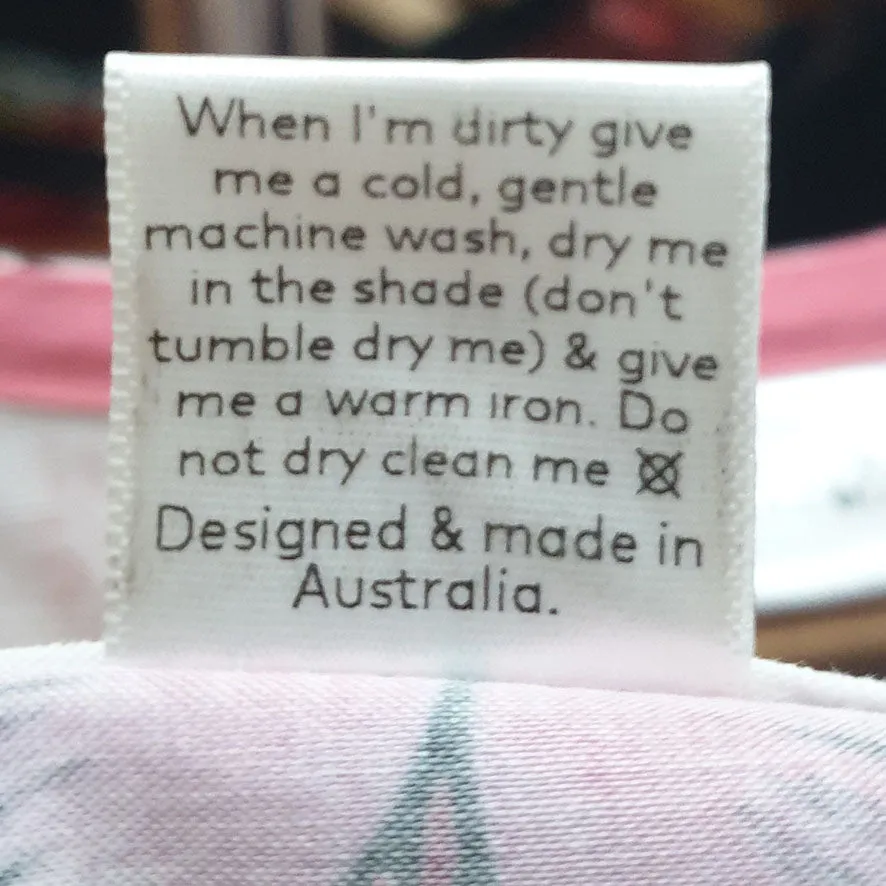 When I'm dirty give
me a cold, gentle
machine wash, dry me
in the shade (don't
tumble dry me) & give
me a warm iron. Do
not dry clean me
Designed & made in
Australia.